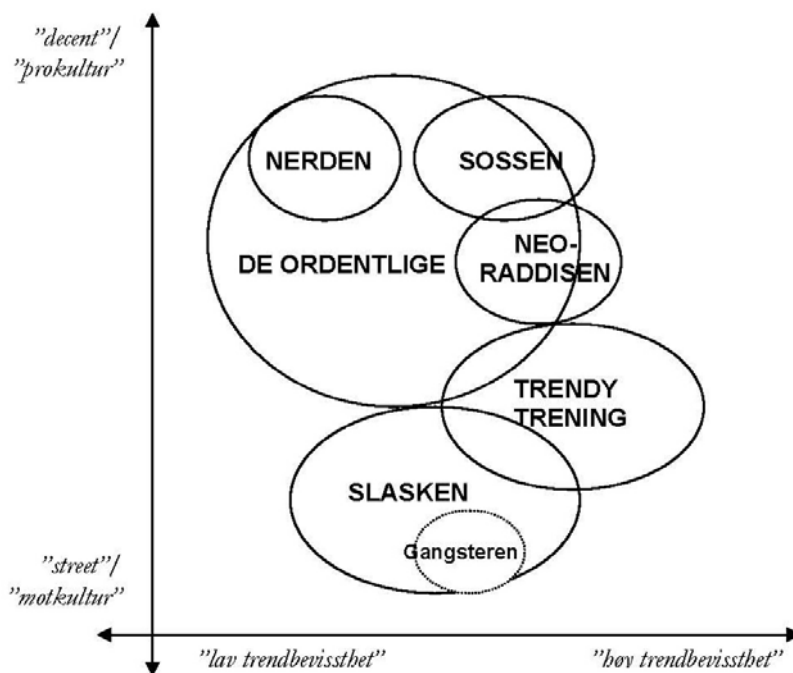 "decent"/
"prokultur"
NERDEN
SOSSEN
DE ORDENTLIGE
NEO-
RADDISEN
TRENDY
TRENING
SLASKEN
Gangsteren
"street"/
"motkultur"
"lav trendbevissthet"
"høy trendbevissthet"